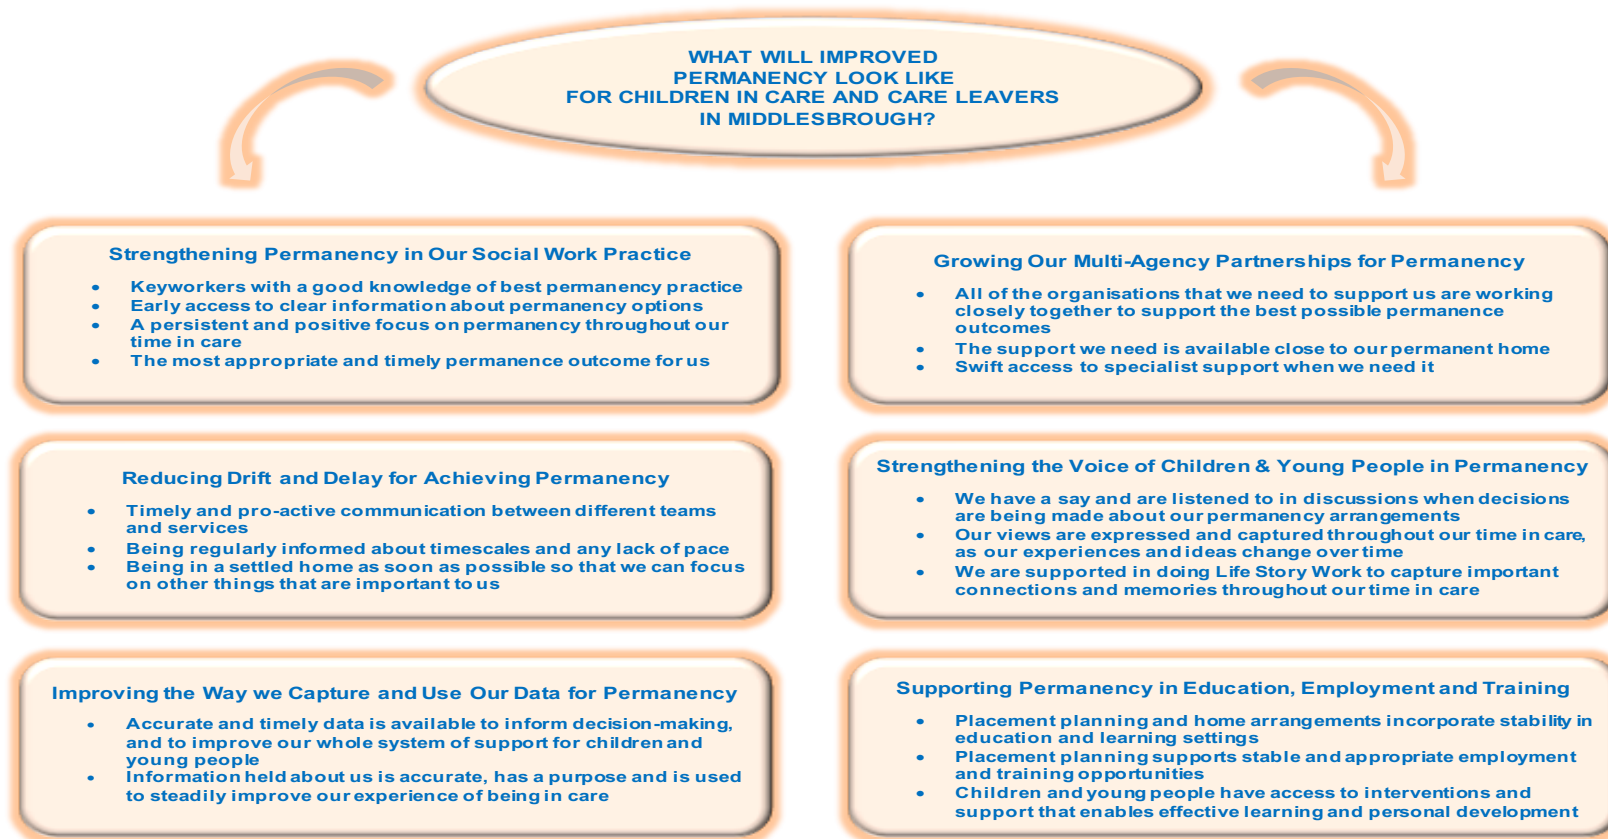 WHAT WILL IMPROVED
PERMANENCY LOOK LIKE
FOR CHILDREN IN CARE AND CARE LEAVERS
IN MIDDLESBROUGH?
Strengthening Permanency in Our Social Work Practice
• Keyworkers with a good knowledge of best permanency practice
• Early access to clear information about permanency options
• A persistent and positive focus on permanency throughout our
time in care
• The most appropriate and timely permanence outcome for us
Growing Our Multi-Agency Partnerships for Permanency
• All of the organisations that we need to support us are working
closely together to support the best possible permanence
outcomes
• The support we need is available close to our permanent home
• Swift access to specialist support when we need it
Reducing Drift and Delay for Achieving Permanency
• Timely and pro-active communication between different teams
and services
• Being regularly informed about timescales and any lack of pace
• Being in a settled home as soon as possible so that we can focus
on other things that are important to us
Strengthening the Voice of Children & Young People in Permanency
• We have a say and are listened to in discussions when decisions
are being made about our permanency arrangements
• Our views are expressed and captured throughout our time in care,
as our experiences and ideas change over time
• We are supported in doing Life Story Work to capture important
connections and memories throughout our time in care
Improving the Way we Capture and Use Our Data for Permanency
• Accurate and timely data is available to inform decision-making,
and to improve our whole system of support for children and
young people
• Information held about us is accurate, has a purpose and is used
to steadily improve our experience of being in care
Supporting Permanency in Education, Employment and Training
• Placement planning and home arrangements incorporate stability in
education and learning settings
• Placement planning supports stable and appropriate employment
and training opportunities
• Children and young people have access to interventions and
support that enables effective learning and personal development